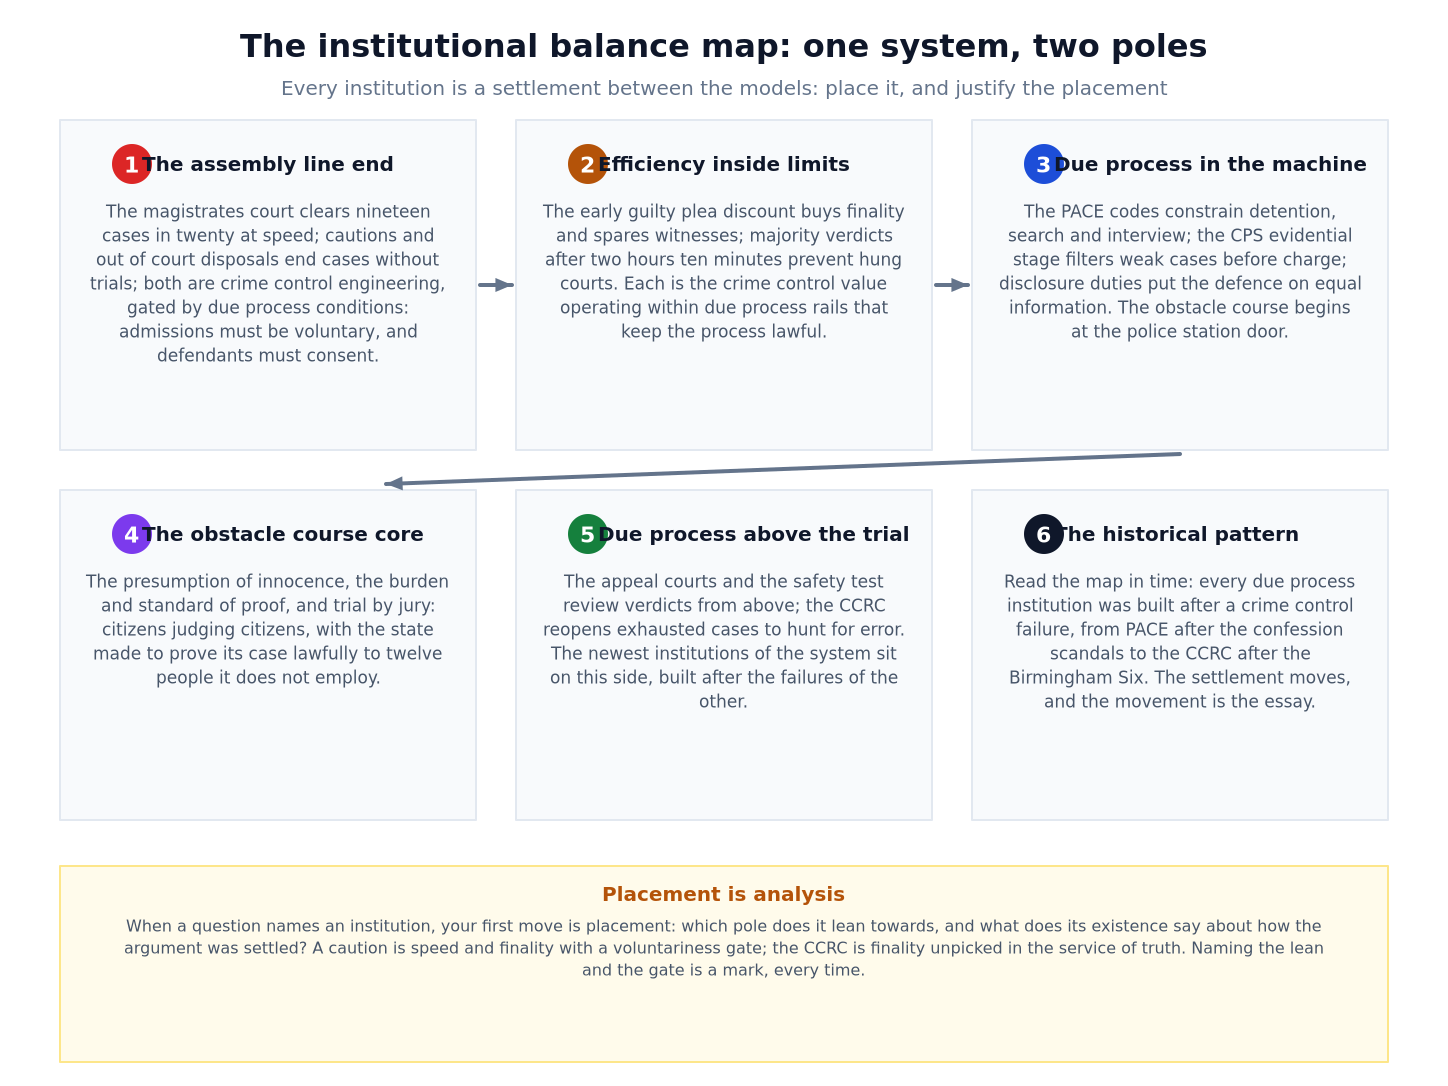 The institutional balance map: one system, two poles
Every institution is a settlement between the models: place it, and justify the placement
1 The assembly line end
The magistrates court clears nineteen
cases in twenty at speed; cautions and
out of court disposals end cases without
trials; both are crime control engineering,
gated by due process conditions:
admissions must be voluntary, and
defendants must consent.
2 Efficiency inside limits
The early guilty plea discount buys finality
and spares witnesses; majority verdicts
after two hours ten minutes prevent hung
courts. Each is the crime control value
operating within due process rails that
keep the process lawful.
3 Due process in the machine
The PACE codes constrain detention,
search and interview; the CPS evidential
stage filters weak cases before charge;
disclosure duties put the defence on equal
information. The obstacle course begins
at the police station door.
4 The obstacle course core
The presumption of innocence, the burden
and standard of proof, and trial by jury:
citizens judging citizens, with the state
made to prove its case lawfully to twelve
people it does not employ.
5 Due process above the trial
The appeal courts and the safety test
review verdicts from above; the CCRC
reopens exhausted cases to hunt for error.
The newest institutions of the system sit
on this side, built after the failures of the
other.
6 The historical pattern
Read the map in time: every due process
institution was built after a crime control
failure, from PACE after the confession
scandals to the CCRC after the
Birmingham Six. The settlement moves,
and the movement is the essay.
Placement is analysis
When a question names an institution, your first move is placement: which pole does it lean towards, and what does its existence say about how the
argument was settled? A caution is speed and finality with a voluntariness gate; the CCRC is finality unpicked in the service of truth. Naming the lean
and the gate is a mark, every time.